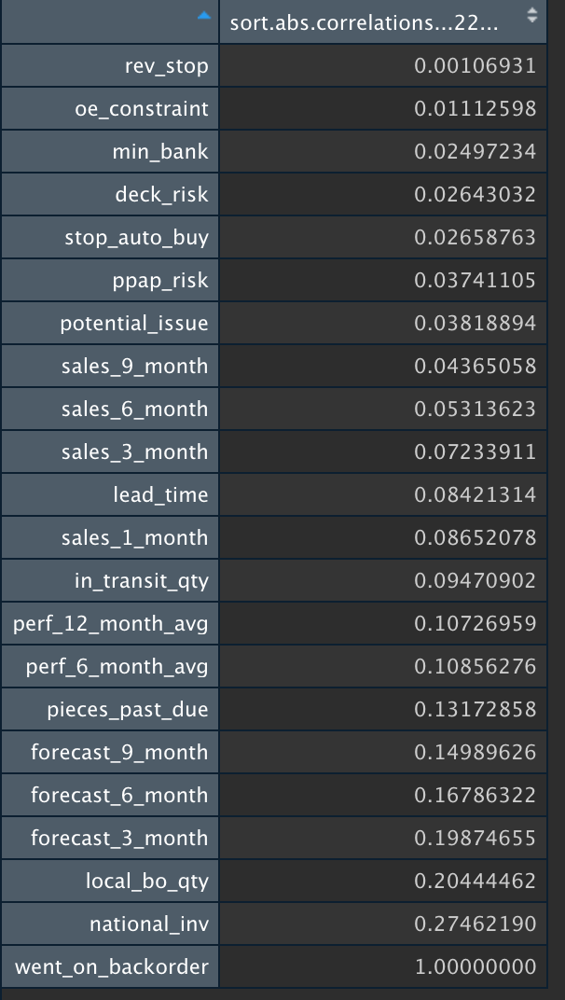 sort.abs.correlations...22...
rev_stop 0.00106931
oe_constraint 0.01112598
min_bank 0.02497234
deck_risk 0.02643032
stop_auto_buy 0.02658763
ppap_risk 0.03741105
potential_issue 0.03818894
sales_9_month 0.04365058
sales_6_month 0.05313623
sales_3_month 0.07233911
lead_time 0.08421314
sales_1_month 0.08652078
in_transit_qty 0.09470902
perf_12_month_avg 0.10726959
perf_6_month_avg 0.10856276
pieces_past_due 0.13172858
forecast_9_month 0.14989626
forecast_6_month 0.16786322
forecast_3_month 0.19874655
local_bo_qty 0.20444462
national_inv 0.27462190
went_on_backorder 1.00000000